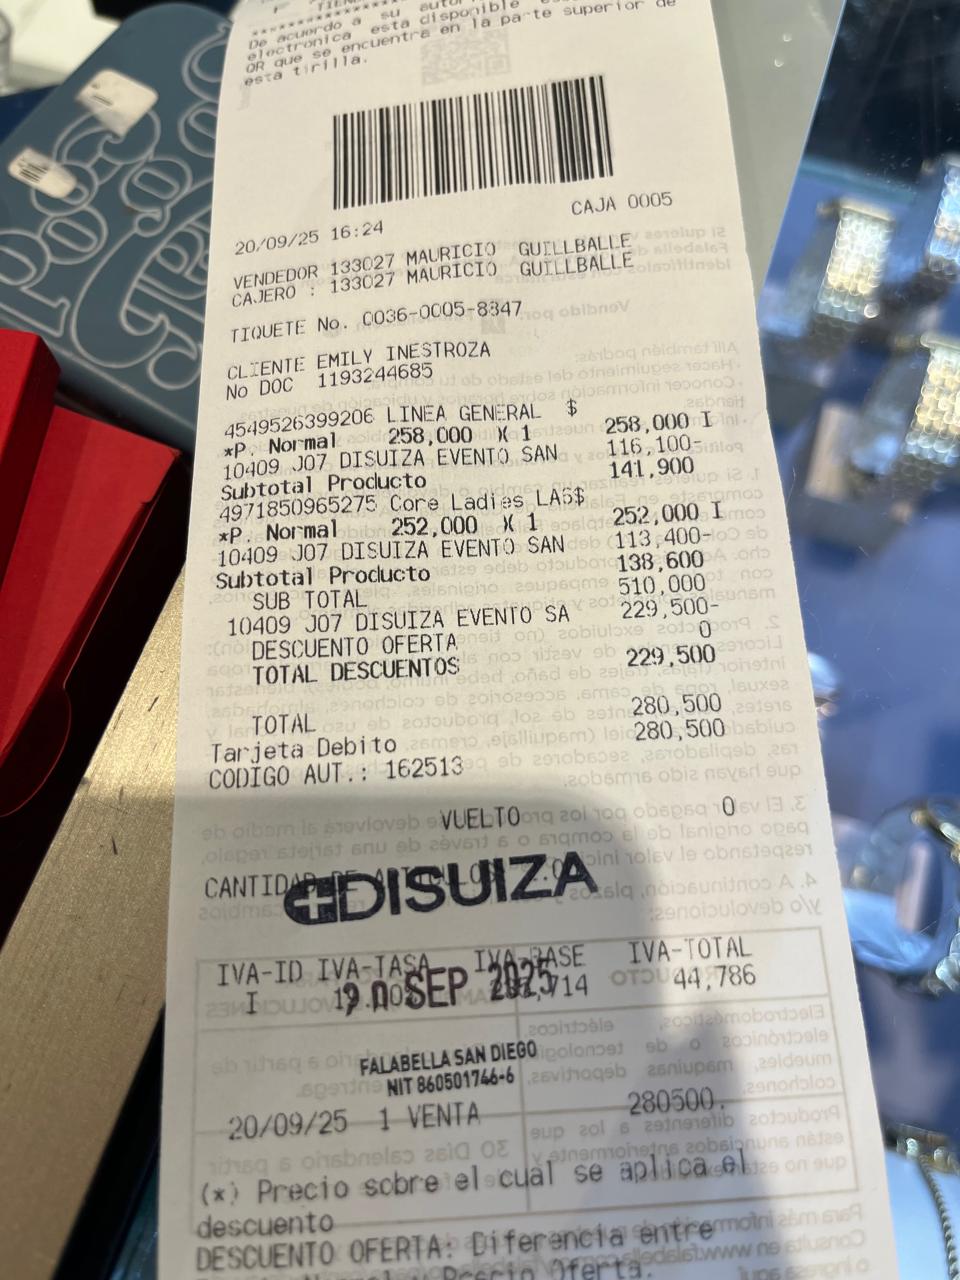 De acuerdo a su
electronica esta disponible
QR que se encuentra en la parte superior de
esta tirilla.
CAJA 0005
20/09/25 16:24
VENDEDOR 133027 MAURICIO GUILLBALLE
CAJERO : 133027 MAURICIO GUILLBALLE
TIQUETE No. 0036-0005-8347
CLIENTE EMILY INESTROZA
No DOC 1193244685
4549526399206 LINEA GENERAL $ 258,000 I
*P. Normal 258,000 X 1
10409 J07 DISUIZA EVENTO SAN 116,100-
Subtotal Producto 141,900
4971850965275 Core Ladies LA6$ 252,000 I
*P. Normal 252,000 X 1
10409 J07 DISUIZA EVENTO SAN 113,400-
Subtotal Producto 138,600
SUB TOTAL 510,000
10409 J07 DISUIZA EVENTO SA 229,500-
DESCUENTO OFERTA 0
TOTAL DESCUENTOS 229,500
TOTAL 280,500
Tarjeta Debito 280,500
CODIGO AUT.: 162513
VUELTO 0
CANTIDAD DE
DISUIZA
IVA-ID IVA-TASA IVA-BASE IVA-TOTAL
I 44,786
SEP 2025
FALABELLA SAN DIEGO
NIT 860501746-6
20/09/25 1 VENTA 280500.
(*) Precio sobre el cual se aplica el
descuento
DESCUENTO OFERTA: Diferencia entre
Precio Oferta.